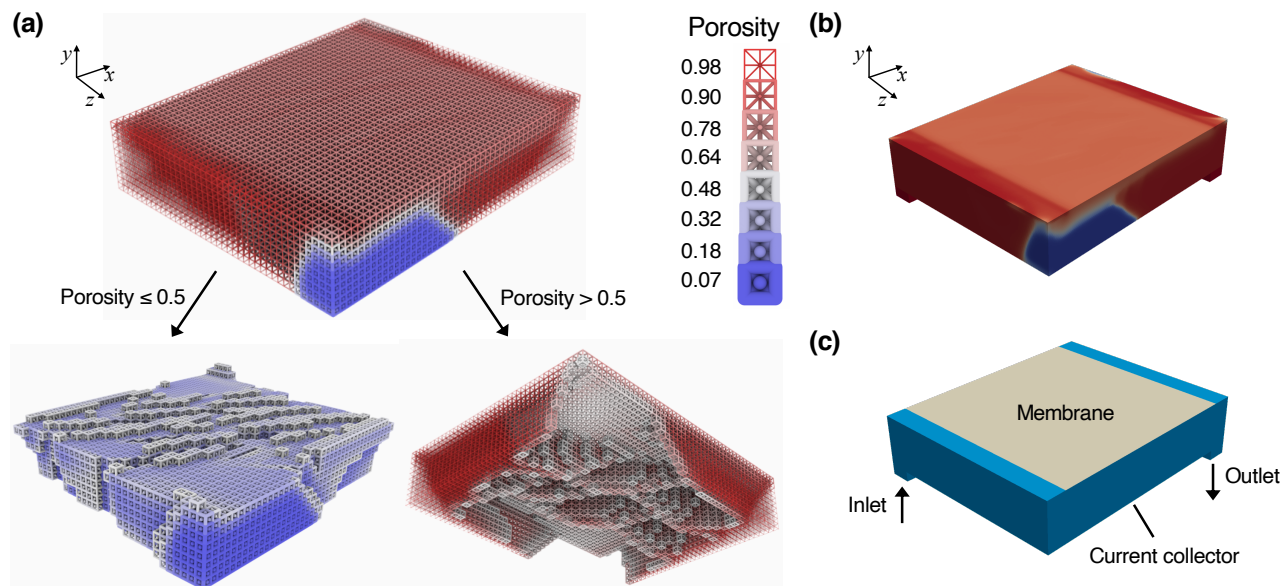 (a)
y
x
z
Porosity
0.98
0.90
0.78
0.64
0.48
0.32
0.18
0.07
Porosity ≤ 0.5
Porosity > 0.5
(b)
y
x
z
(c)
Membrane
Inlet
Outlet
Current collector